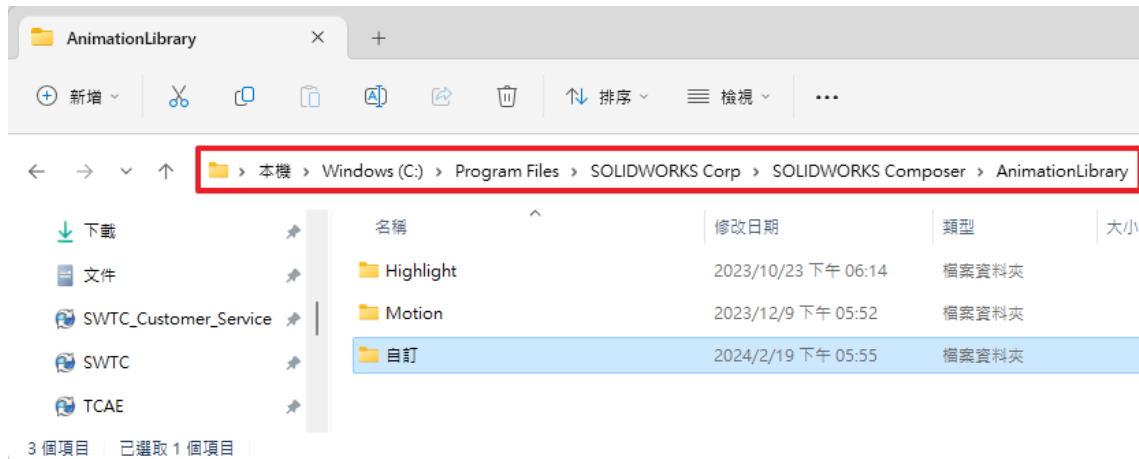 AnimationLibrary
新增 排序 檢視
本機 > Windows (C:) > Program Files > SOLIDWORKS Corp > SOLIDWORKS Composer > AnimationLibrary
下載
文件
SWTC_Customer_Service
SWTC
TCAE
名稱 修改日期 類型 大小
Highlight 2023/10/23 下午 06:14 檔案資料夾
Motion 2023/12/9 下午 05:52 檔案資料夾
自訂 2024/2/19 下午 05:55 檔案資料夾
3 個項目 已選取 1 個項目